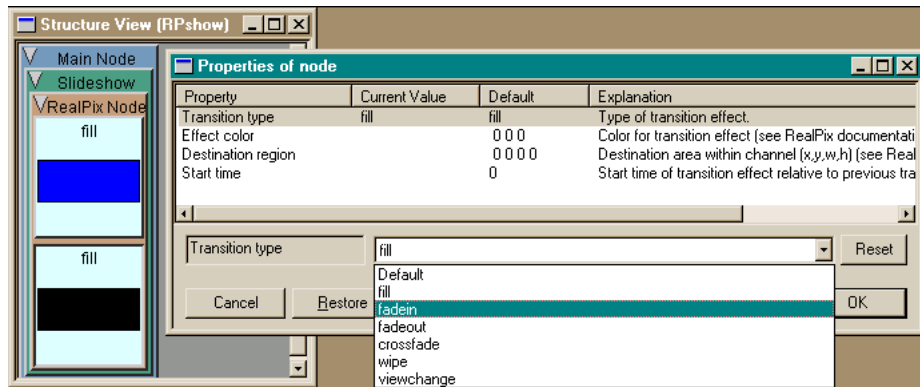 Structure View (RPshow)
Main Node
Slideshow
RealPix Node
fill
fill
Properties of node
Property Current Value Default Explanation
Transition type fill fill Type of transition effect.
Effect color 0 0 0 Color for transition effect (see RealPix documentati
Destination region 0 0 0 0 Destination area within channel (x,y,w,h) (see Real
Start time 0 Start time of transition effect relative to previous tra
Transition type fill Reset
Default
fill
fadein
fadeout
crossfade
wipe
viewchange
Cancel Restore OK